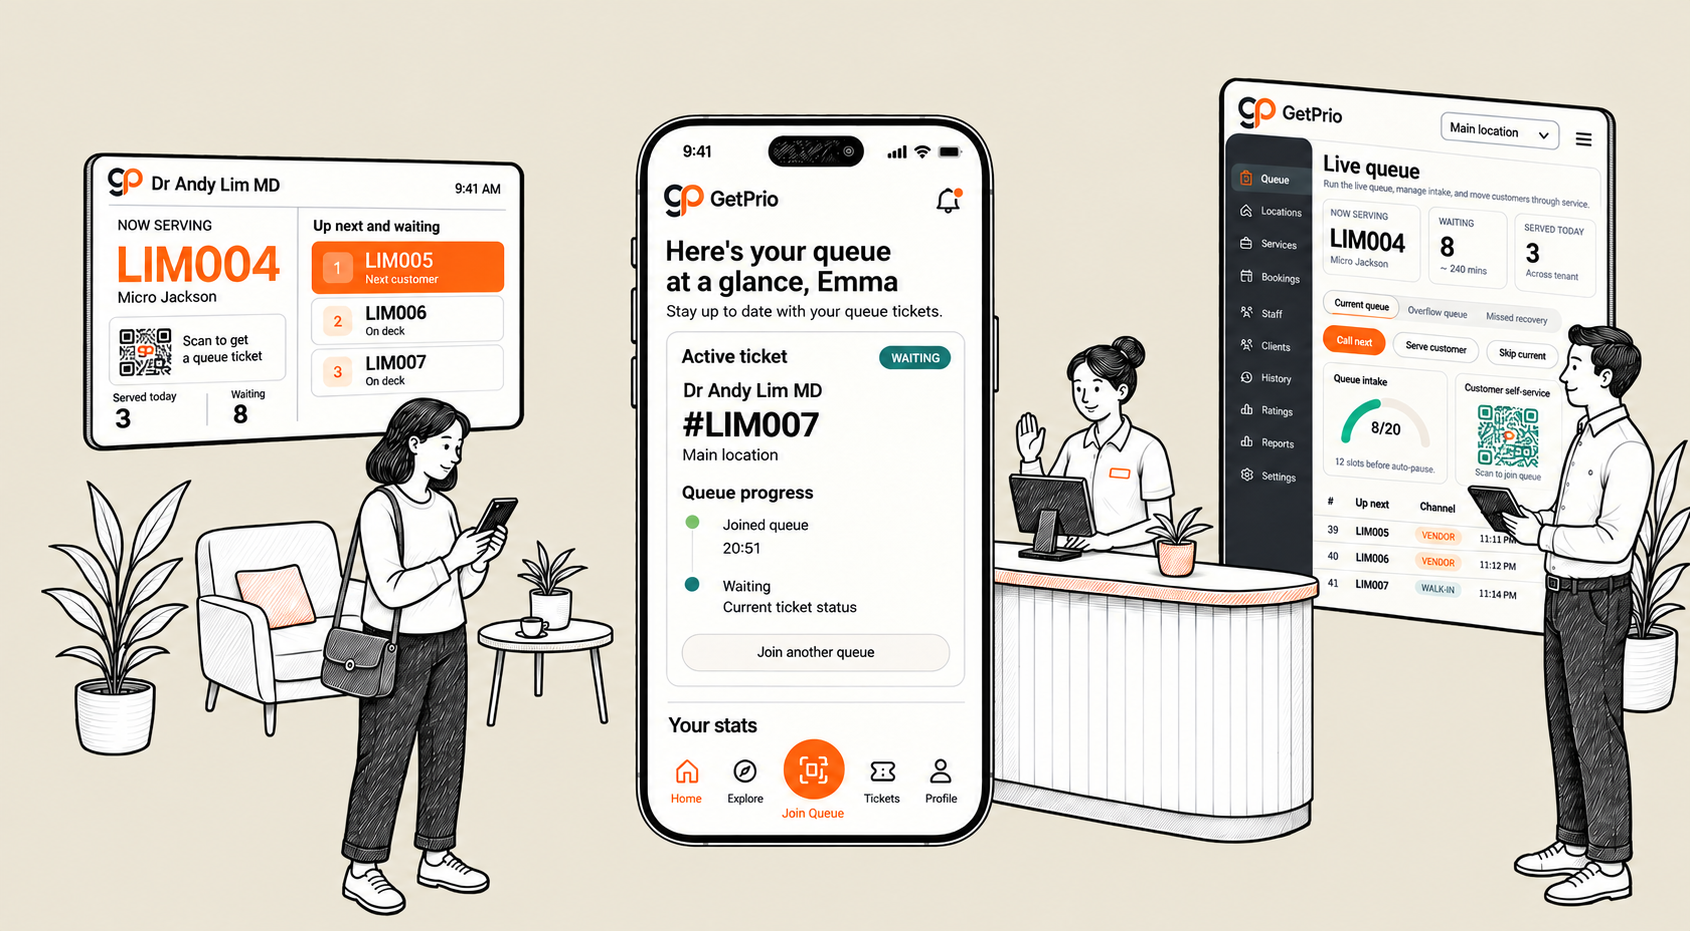 gp Dr Andy Lim MD
9:41 AM
NOW SERVING
LIM004
Micro Jackson
gp
Scan to get
a queue ticket
Served today
3
Waiting
8
Up next and waiting
1
LIM005
Next customer
2
LIM006
On deck
3
LIM007
On deck
9:41
gp GetPrio
Here's your queue
at a glance, Emma
Stay up to date with your queue tickets.
Active ticket
WAITING
Dr Andy Lim MD
#LIM007
Main location
Queue progress
Joined queue
20:51
Waiting
Current ticket status
Join another queue
Your stats
Home
Explore
Join Queue
Tickets
Profile
gp GetPrio
Main location
Queue
Locations
Services
Bookings
Staff
Clients
History
Ratings
Reports
Settings
Live queue
Run the live queue, manage intake, and move customers through service.
NOW SERVING
LIM004
Micro Jackson
WAITING
8
~ 240 mins
SERVED TODAY
3
Across tenant
Current queue
Overflow queue
Missed recovery
Call next
Serve customer
Skip current
Queue intake
8/20
12 slots before auto-pause.
Customer self-service
Scan to join queue
# Up next Channel
39 LIM005 VENDOR 11:11 PM
40 LIM006 VENDOR 11:12 PM
41 LIM007 WALK-IN 11:14 PM